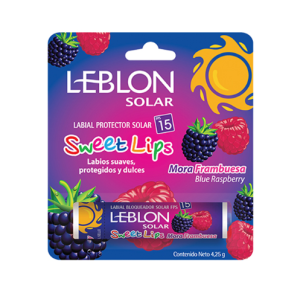 LEBLON
SOLAR
LABIAL PROTECTOR SOLAR FPS 15
Sweet Lips
Labios suaves,
protegidos y dulces
Mora Frambuesa
Blue Raspberry
LABIAL BLOQUEADOR SOLAR FPS 15
LEBLON
SOLAR
Sweet Lips Mora Frambuesa
Contenido Neto 4,25 g